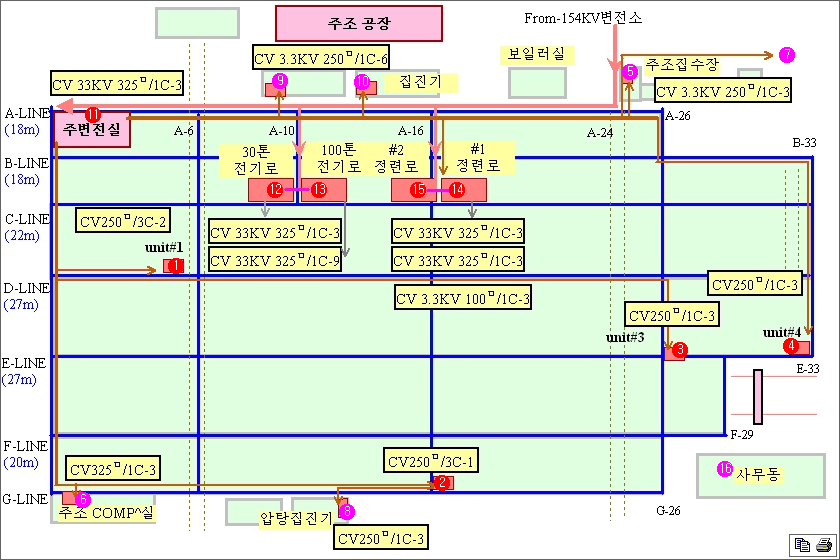 주조 공장
From-154KV변전소
보일러실
CV 3.3KV 250□/1C-6
주조집수장
⑦
⑤
CV 33KV 325□/1C-3
⑨
⑩
집진기
CV 3.3KV 250□/1C-3
A-LINE
(18m)
⑪
주변전실
A-6
A-10
A-16
A-24
A-26
B-33
B-LINE
(18m)
30톤
전기로
100톤
전기로
#2
정련로
#1
정련로
⑫
⑬
⑮
⑭
C-LINE
(22m)
CV250□/3C-2
CV 33KV 325□/1C-3
CV 33KV 325□/1C-3
unit#1
①
CV 33KV 325□/1C-9
CV 33KV 325□/1C-3
D-LINE
(27m)
CV250□/1C-3
CV 3.3KV 100□/1C-3
CV250□/1C-3
unit#3
③
unit#4
④
E-LINE
(27m)
E-33
F-LINE
(20m)
F-29
CV325□/1C-3
CV250□/3C-1
②
⑯
사무동
G-LINE
⑥
주조 COMP^실
압탕집진기
⑧
G-26
CV250□/1C-3